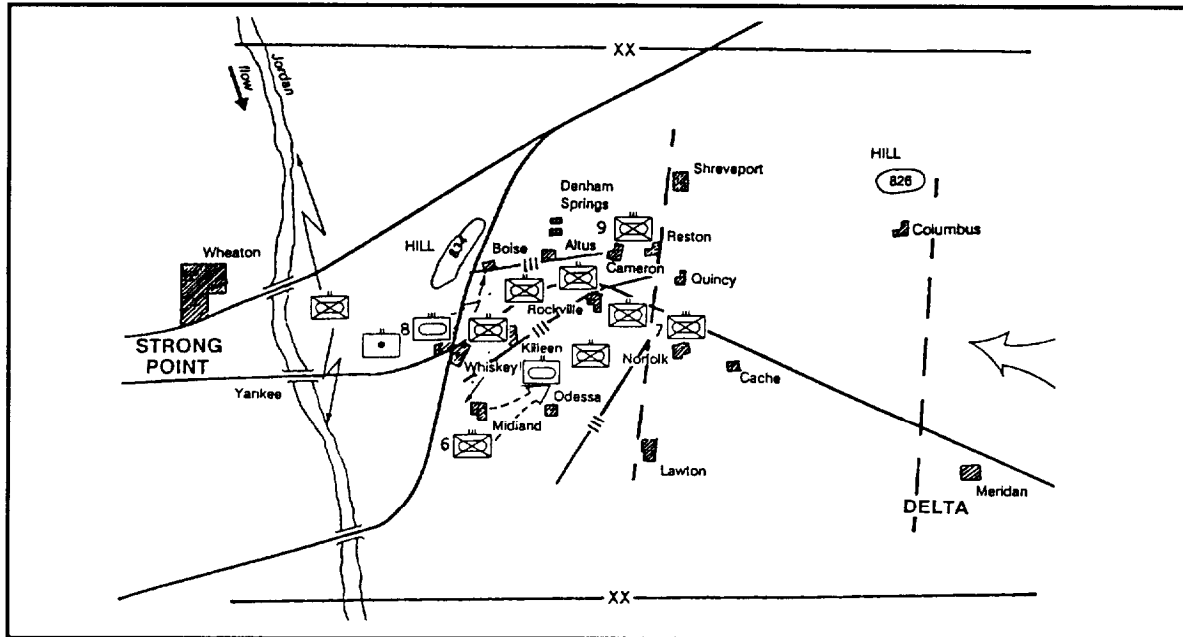 XX
Jordan
flow
HILL
826
Shreveport
Denham
Springs
9
Columbus
HILL
Wheaton
Boise
Altus
Reston
Cameron
Quincy
Rockville
8
7
STRONG
POINT
Killeen
Whiskey
Norfolk
Cache
Yankee
Odessa
Midland
6
Lawton
Meridan
DELTA
XX